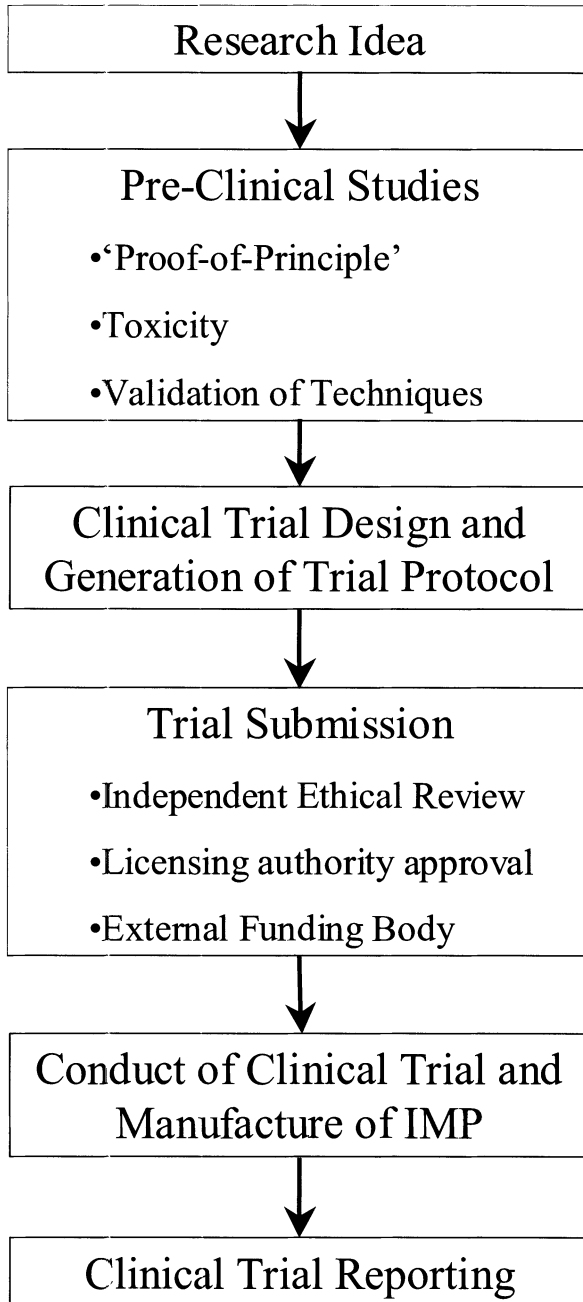 Research Idea
Pre-Clinical Studies
•‘Proof-of-Principle’
•Toxicity
•Validation of Techniques
Clinical Trial Design and
Generation of Trial Protocol
Trial Submission
•Independent Ethical Review
•Licensing authority approval
•External Funding Body
Conduct of Clinical Trial and
Manufacture of IMP
Clinical Trial Reporting